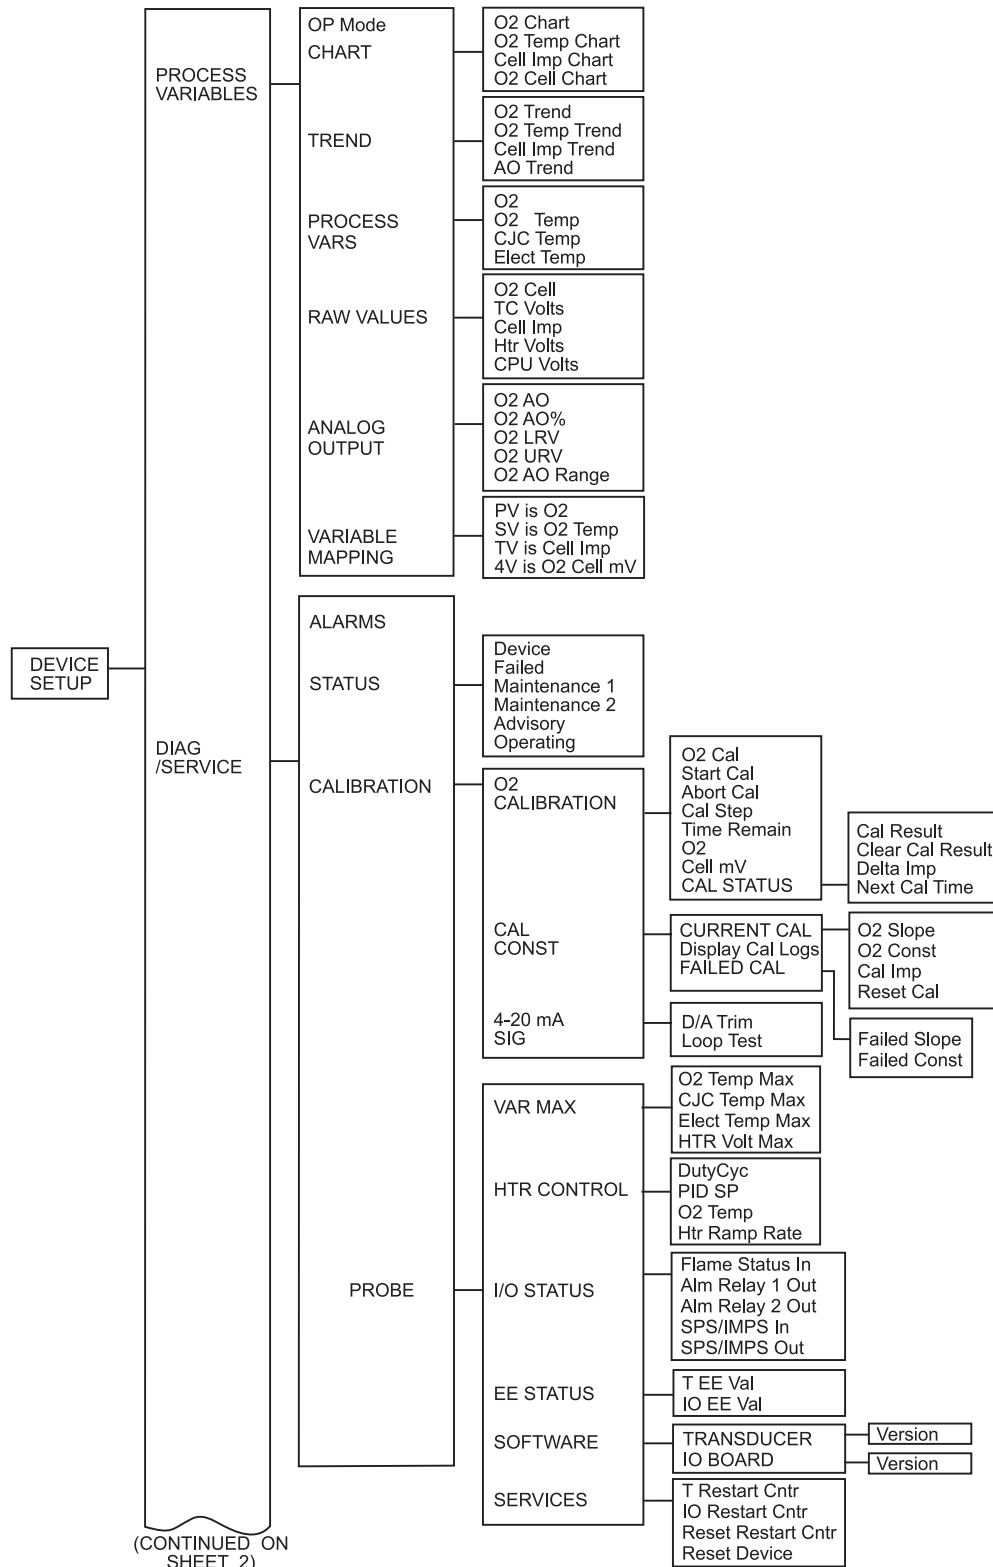 DEVICE
SETUP
PROCESS
VARIABLES
OP Mode
CHART
O2 Chart
O2 Temp Chart
Cell Imp Chart
O2 Cell Chart
TREND
O2 Trend
O2 Temp Trend
Cell Imp Trend
AO Trend
PROCESS
VARS
O2
O2 Temp
CJC Temp
Elect Temp
RAW VALUES
O2 Cell
TC Volts
Cell Imp
Htr Volts
CPU Volts
ANALOG
OUTPUT
O2 AO
O2 AO%
O2 LRV
O2 URV
O2 AO Range
VARIABLE
MAPPING
PV is O2
SV is O2 Temp
TV is Cell Imp
4V is O2 Cell mV
DIAG
/SERVICE
ALARMS
STATUS
Device
Failed
Maintenance 1
Maintenance 2
Advisory
Operating
CALIBRATION
O2
CALIBRATION
O2 Cal
Start Cal
Abort Cal
Cal Step
Time Remain
O2
Cell mV
CAL STATUS
Cal Result
Clear Cal Result
Delta Imp
Next Cal Time
CAL
CONST
CURRENT CAL
Display Cal Logs
FAILED CAL
O2 Slope
O2 Const
Cal Imp
Reset Cal
Failed Slope
Failed Const
4-20 mA
SIG
D/A Trim
Loop Test
PROBE
VAR MAX
O2 Temp Max
CJC Temp Max
Elect Temp Max
HTR Volt Max
HTR CONTROL
DutyCyc
PID SP
O2 Temp
Htr Ramp Rate
I/O STATUS
Flame Status In
Alm Relay 1 Out
Alm Relay 2 Out
SPS/IMPS In
SPS/IMPS Out
EE STATUS
T EE Val
IO EE Val
SOFTWARE
TRANSDUCER
IO BOARD
Version
Version
SERVICES
T Restart Cntr
IO Restart Cntr
Reset Restart Cntr
Reset Device
(CONTINUED ON
SHEET 2)